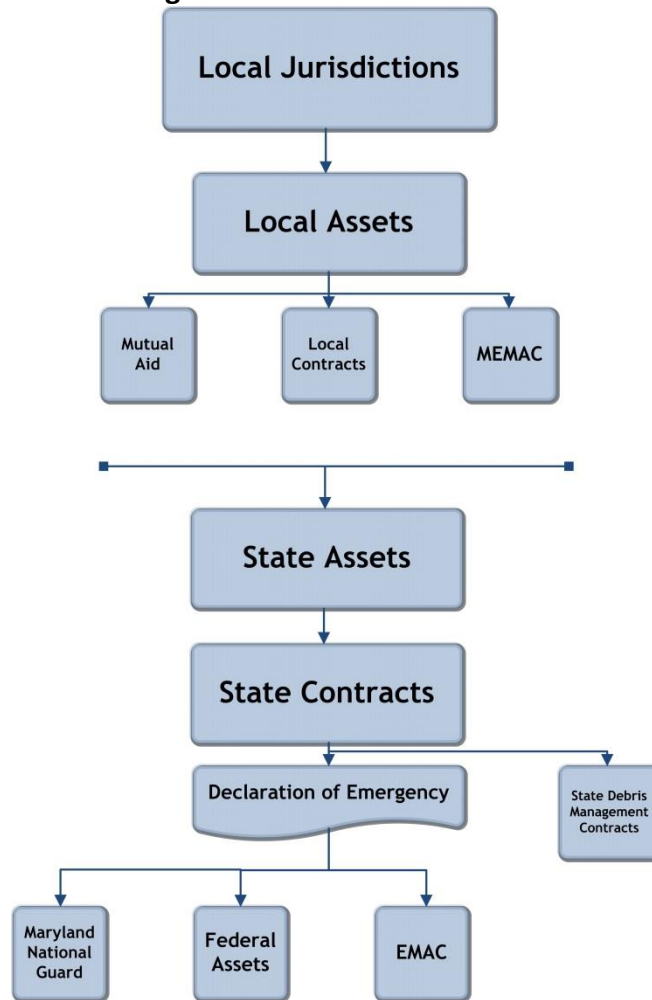 Local Jurisdictions
Local Assets
Mutual
Aid
Local
Contracts
MEMAC
State Assets
State Contracts
Declaration of Emergency
State Debris
Management
Contracts
Maryland
National
Guard
Federal
Assets
EMAC